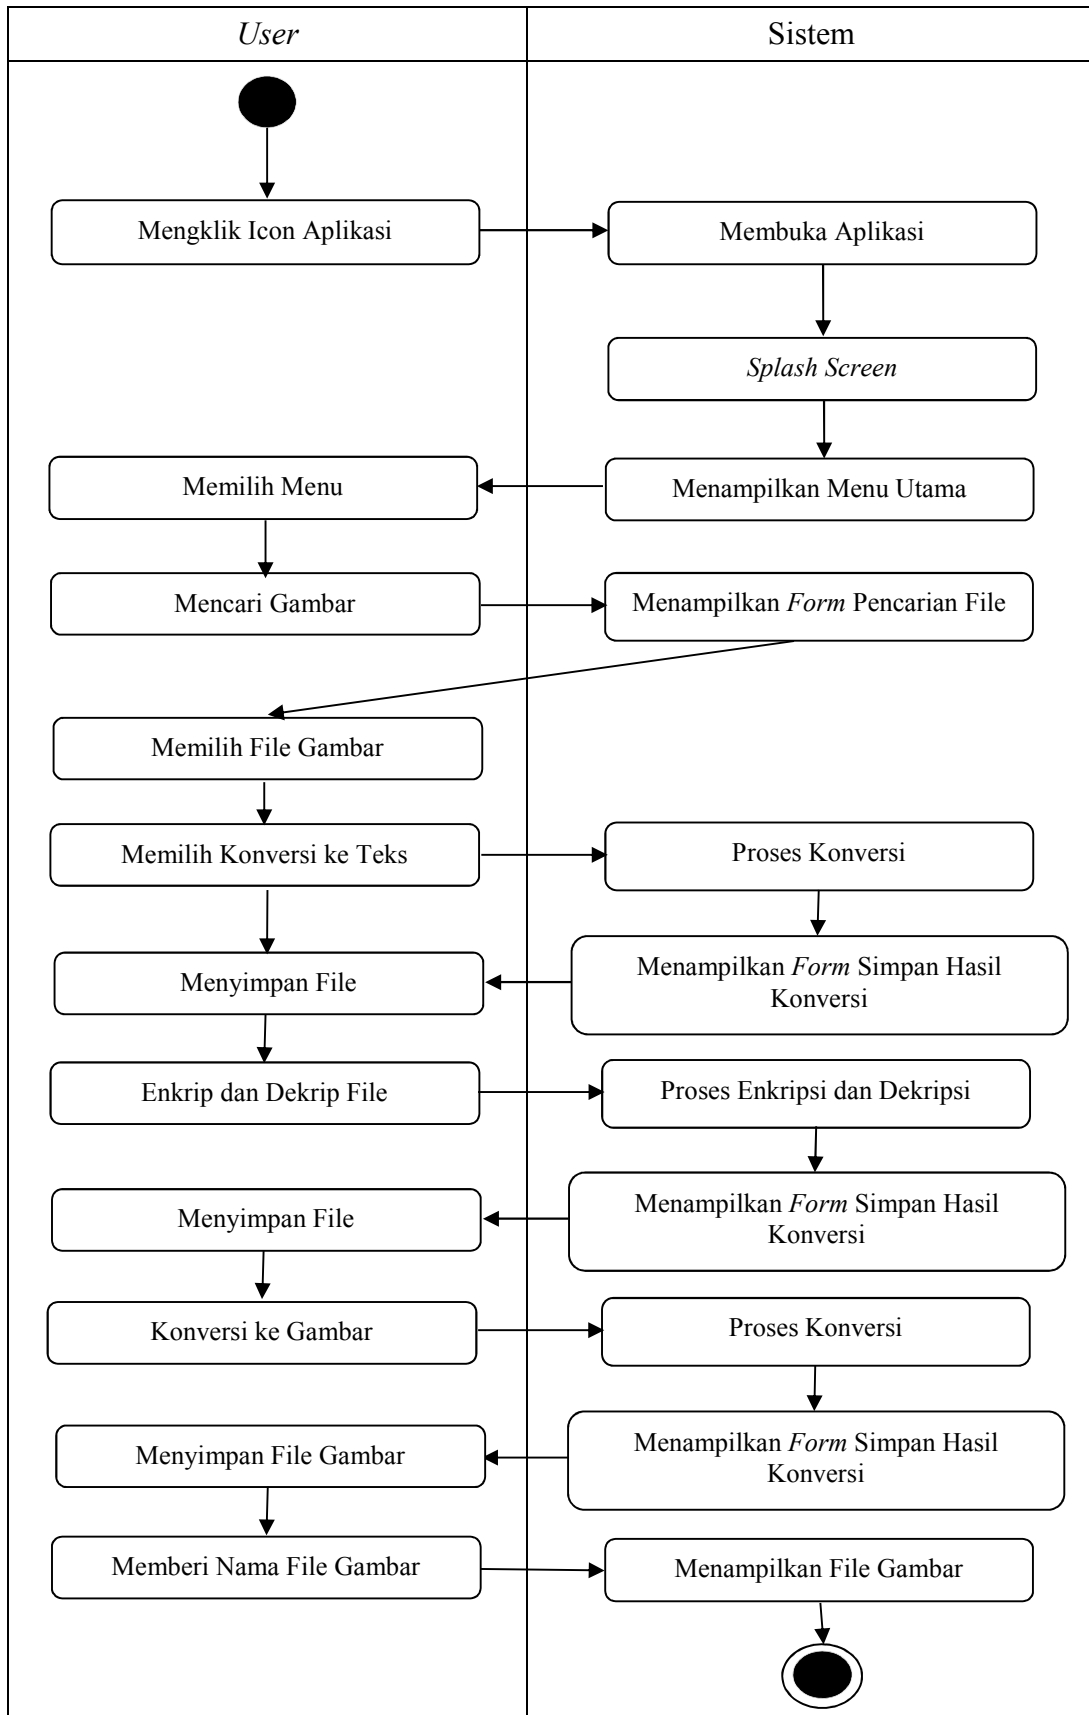 User
Sistem
Mengklik Icon Aplikasi
Membuka Aplikasi
Splash Screen
Memilih Menu
Menampilkan Menu Utama
Mencari Gambar
Menampilkan Form Pencarian File
Memilih File Gambar
Memilih Konversi ke Teks
Proses Konversi
Menyimpan File
Menampilkan Form Simpan Hasil
Konversi
Enkrip dan Dekrip File
Proses Enkripsi dan Dekripsi
Menyimpan File
Menampilkan Form Simpan Hasil
Konversi
Konversi ke Gambar
Proses Konversi
Menyimpan File Gambar
Menampilkan Form Simpan Hasil
Konversi
Memberi Nama File Gambar
Menampilkan File Gambar